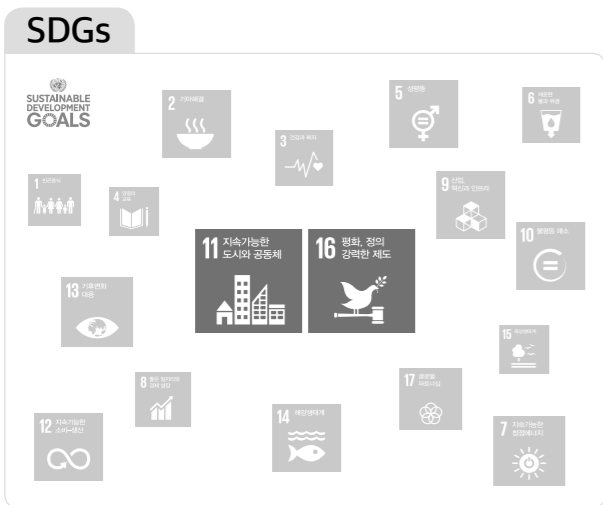 SDGs
SUSTAINABLE
DEVELOPMENT
GOALS
2 기아해결
5 성평등
6 깨끗한
물과 위생
3 건강과 복지
1 빈곤종식
4 양질의
교육
9 산업,
혁신과 인프라
10 불평등 해소
11 지속가능한
도시와 공동체
16 평화, 정의
강력한 제도
13 기후변화
대응
15 육상생태계
8 좋은 일자리와
경제 성장
17 글로벌
파트너십
12 지속가능한
소비–생산
14 해양생태계
7 지속가능한
청정에너지